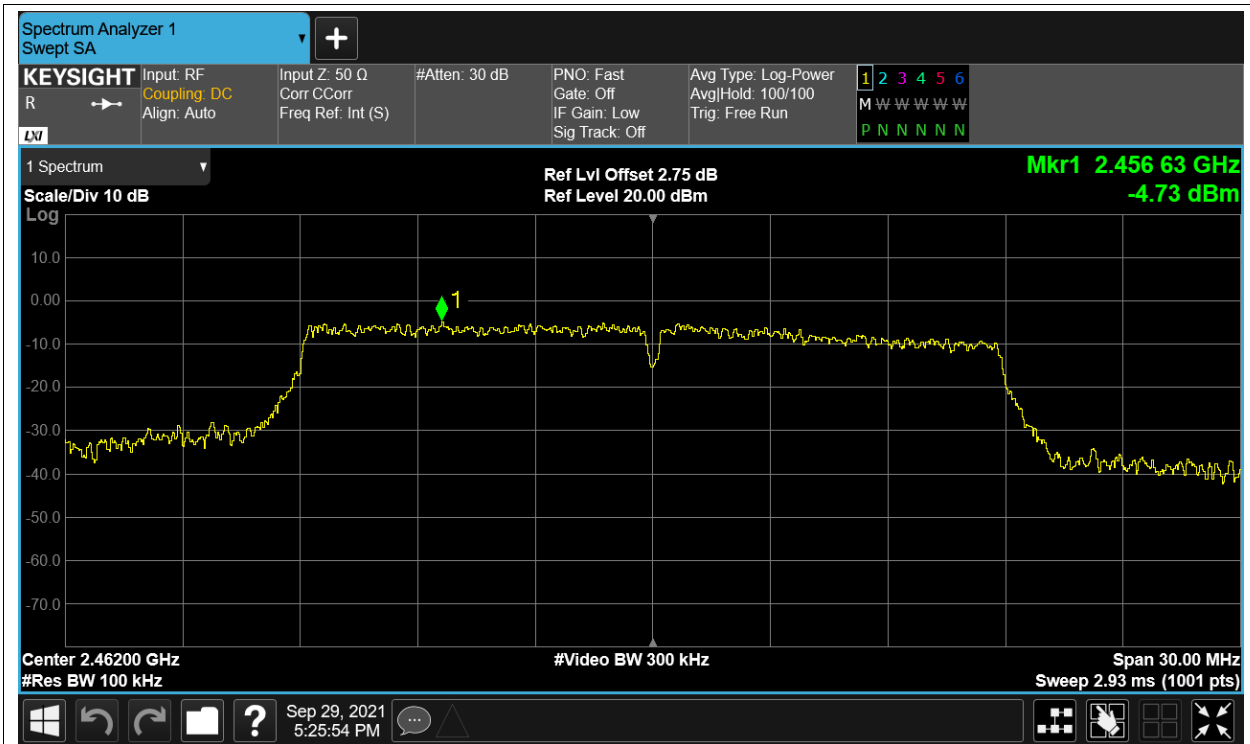 Spectrum Analyzer 1
Swept SA
KEYSIGHT
R
LXI
Input: RF
Coupling: DC
Align: Auto
Input Z: 50 Ω
Corr CCorr
Freq Ref: Int (S)
#Atten: 30 dB
PNO: Fast
Gate: Off
IF Gain: Low
Sig Track: Off
Avg Type: Log-Power
Avg|Hold: 100/100
Trig: Free Run
1 2 3 4 5 6
M W W W W W
P N N N N N
1 Spectrum
Scale/Div 10 dB
Ref Lvl Offset 2.75 dB
Ref Level 20.00 dBm
Mkr1 2.456 63 GHz
-4.73 dBm
Log
10.0
0.00
-10.0
-20.0
-30.0
-40.0
-50.0
-60.0
-70.0
1
Center 2.46200 GHz
#Res BW 100 kHz
#Video BW 300 kHz
Span 30.00 MHz
Sweep 2.93 ms (1001 pts)
?
Sep 29, 2021
5:25:54 PM